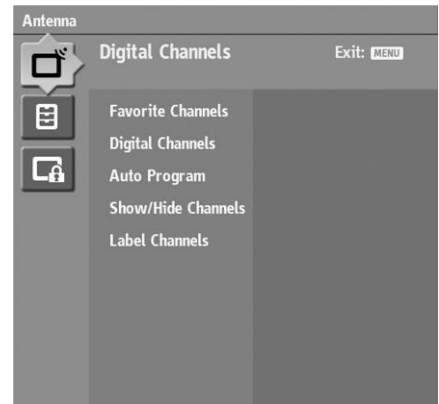 Antenna
Digital Channels Exit: MENU
Favorite Channels
Digital Channels
Auto Program
Show/Hide Channels
Label Channels